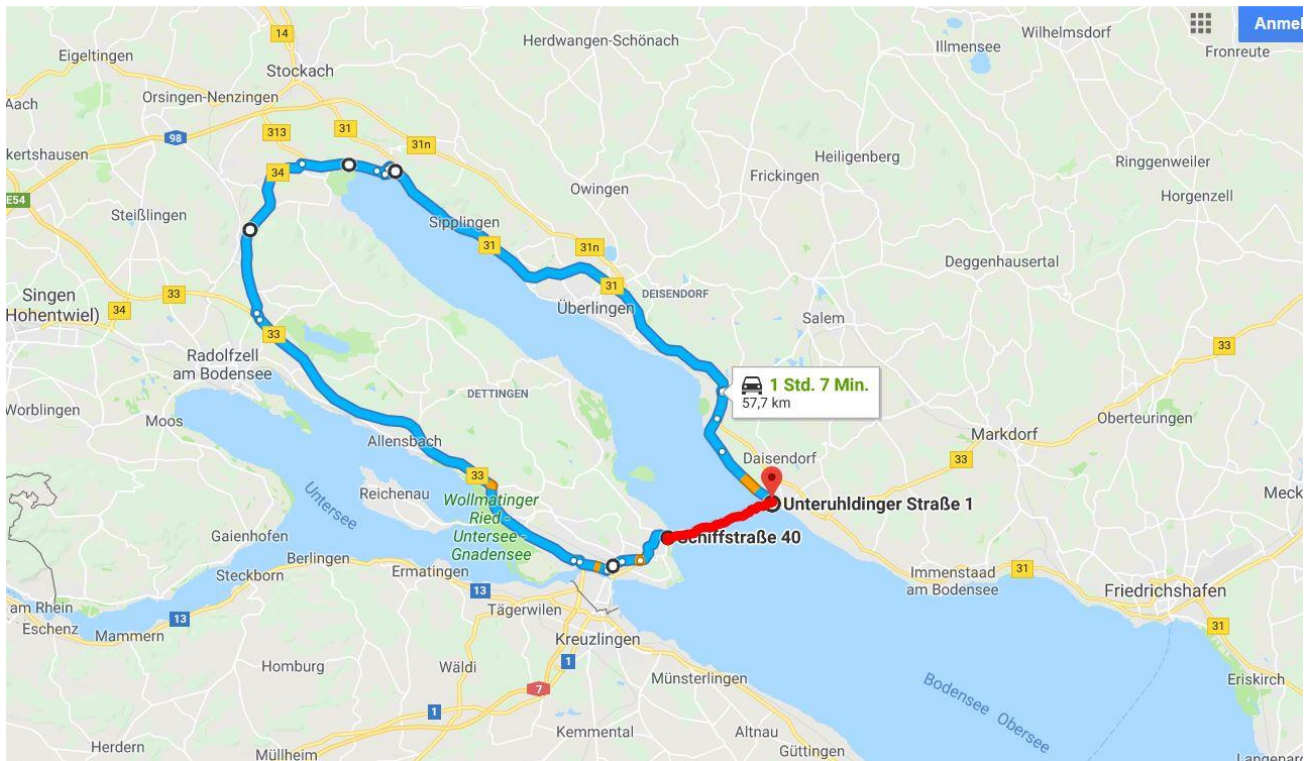 14
Eigeltingen
Herdwangen-Schönach
Illmensee
Wilhelmsdorf
Anmel
Fronreute
Stockach
Aach
Orsingen-Nenzingen
313
31
98
31n
ckertshausen
34
Heiligenberg
Ringgenweiler
Frickingen
Owingen
Horgenzell
E54
Steißlingen
Sipplingen
31
31n
Deggenhausertal
31
DEISENDORF
Singen
(Hohentwiel)
33
34
Überlingen
Salem
33
33
Radolfzell
am Bodensee
1 Std. 7 Min.
57,7 km
DETTINGEN
Worblingen
Moos
Oberteuringen
Markdorf
Allensbach
Daisendorf
33
33
Untersee
Reichenau
Wollmatinger
Ried -
Untersee -
Gnadensee
Unteruhldinger Straße 1
Meck
Gaienhofen
Schiffstraße 40
Berlingen
Steckborn
Ermatingen
Immenstaad
am Bodensee
31
Friedrichshafen
am Rhein
Eschenz
13
Mammern
13
Tägerwilen
31
Kreuzlingen
Homburg
Wäldi
1
Münsterlingen
7
Bodensee Obersee
Eriskirch
1
Kemmental
Altnau
Herdern
Müllheim
Güttingen
Langenar